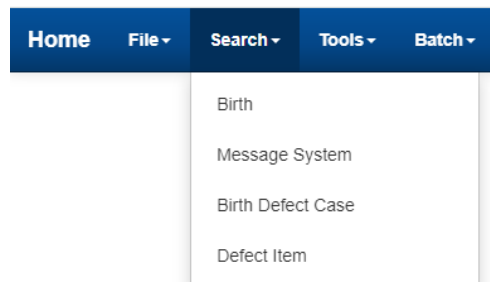 Home File Search Tools Batch
Birth
Message System
Birth Defect Case
Defect Item